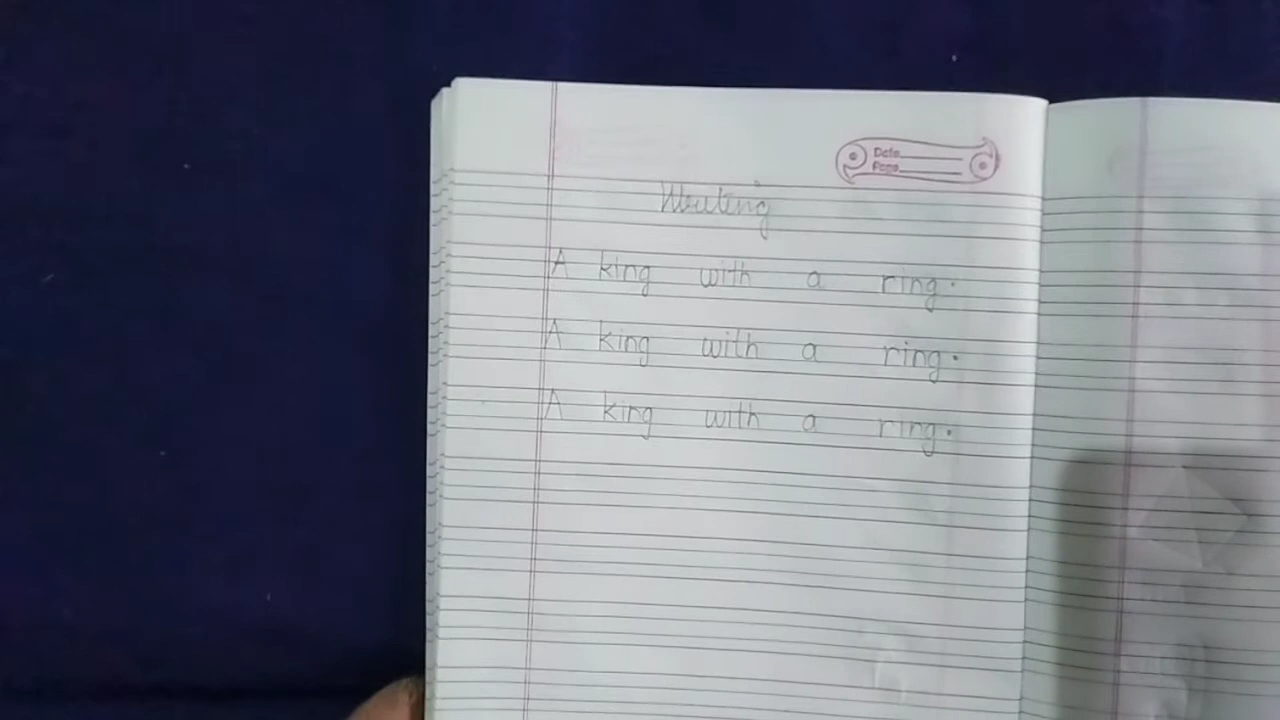 Date
Page
Writing
A king with a ring.
A king with a ring.
A king with a ring.